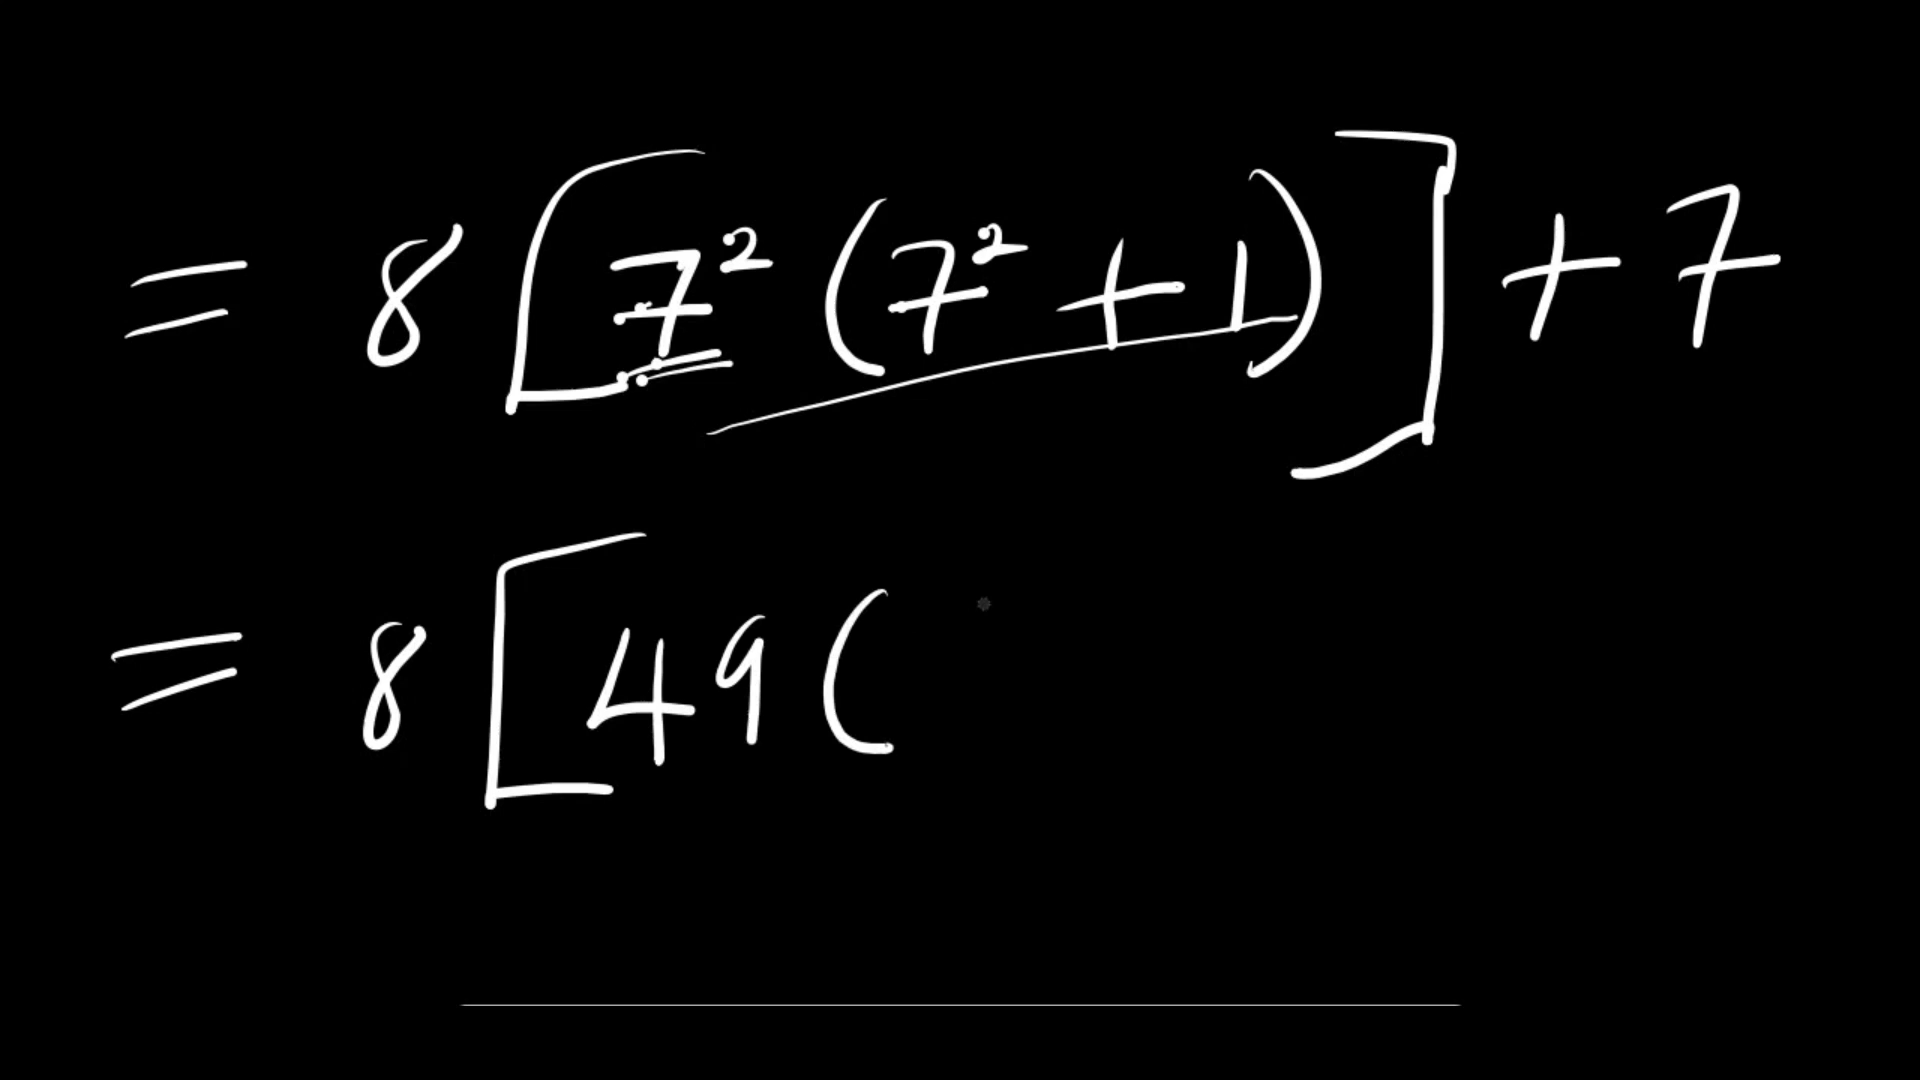 = 8 [7² (7² + 1)] + 7
= 8 [49 (